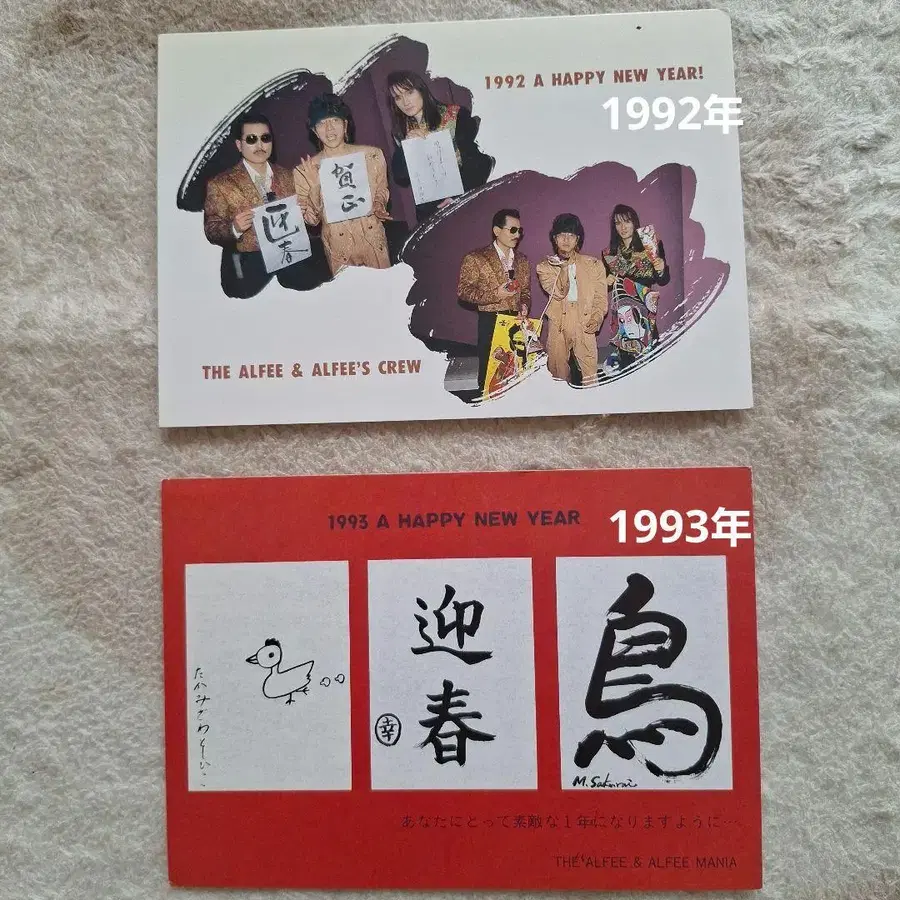 1992 A HAPPY NEW YEAR!
1992年
迎春
賀正
THE ALFEE & ALFEE'S CREW
1993 A HAPPY NEW YEAR
1993年
たかみざわとしひこ
迎春
幸
鳥
M. Sakurai
あなたにとって素敵な1年になりますように…
THE ALFEE & ALFEE MANIA